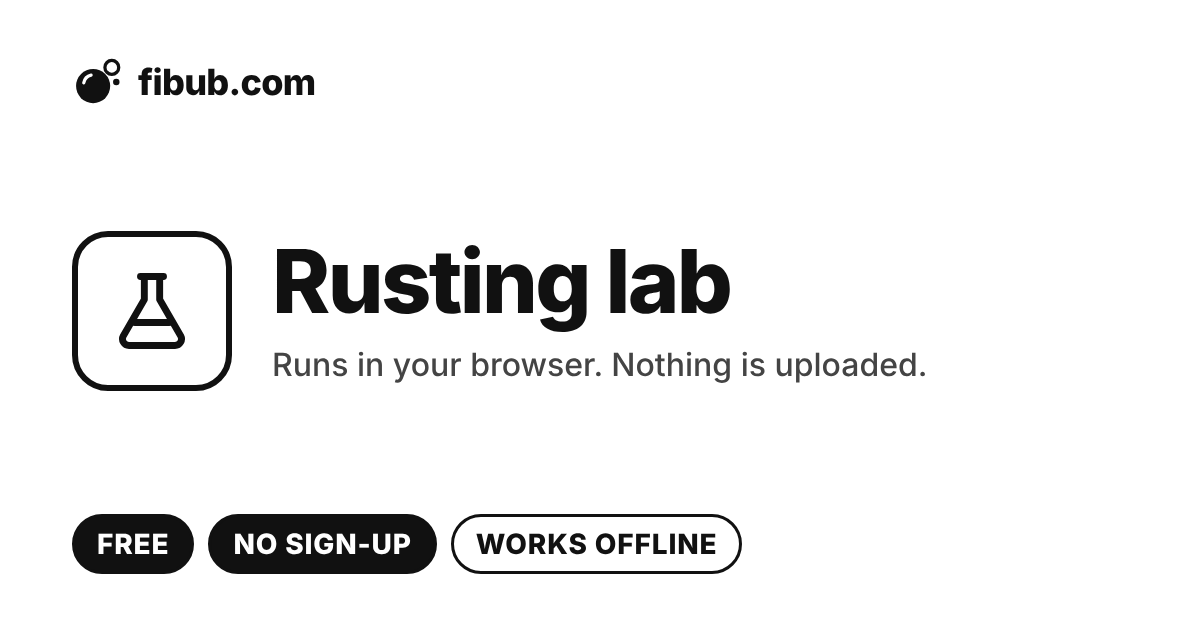 fibub.com
Rusting lab
Runs in your browser. Nothing is uploaded.
FREE NO SIGN-UP WORKS OFFLINE